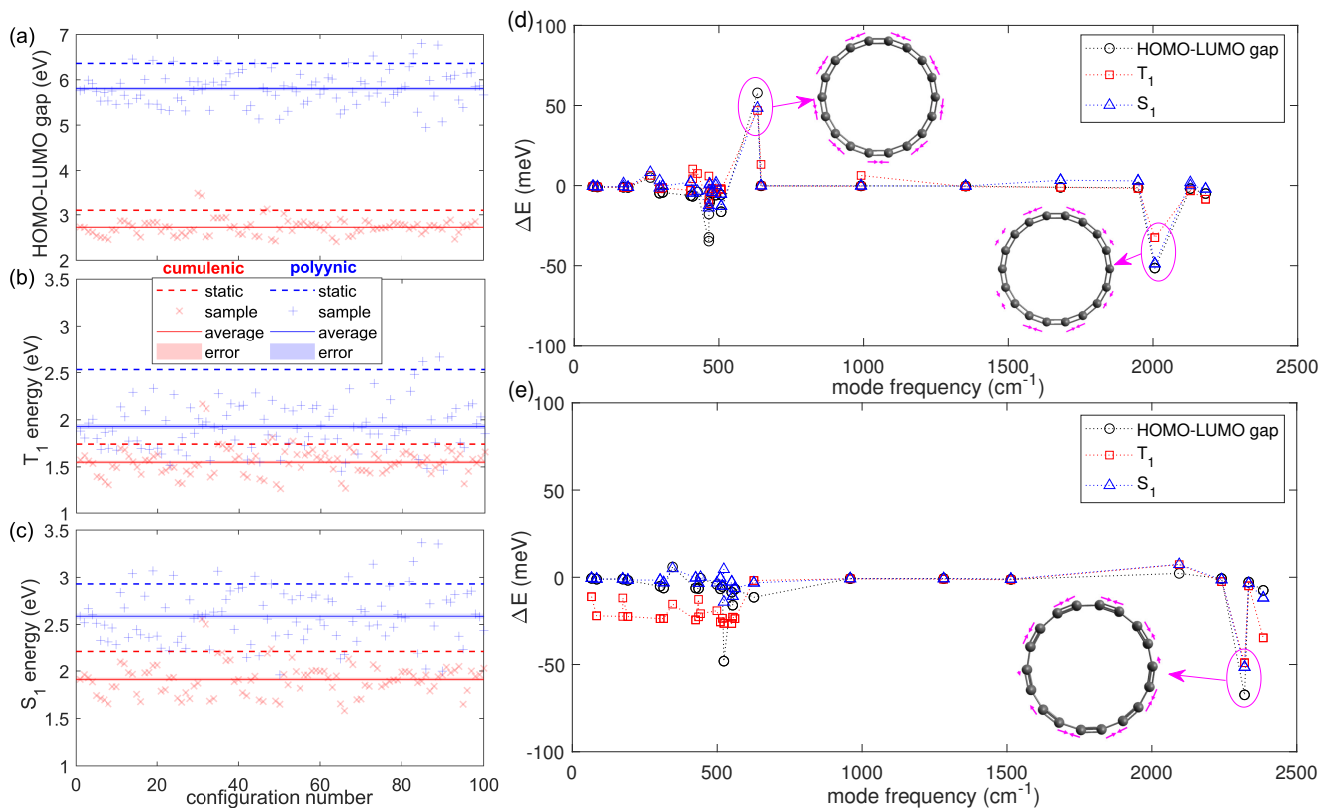 (a)
HOMO-LUMO gap (eV)
7
6
5
4
3
2
cumulenic polyynic
static static
sample sample
average average
error error
(b)
T1 energy (eV)
3.5
3
2.5
2
1.5
1
(c)
S1 energy (eV)
3.5
3
2.5
2
1.5
1
0 20 40 60 80 100
configuration number
(d)
ΔE (meV)
100
50
0
-50
-100
HOMO-LUMO gap
T1
S1
0 500 1000 1500 2000 2500
mode frequency (cm-1)
(e)
ΔE (meV)
100
50
0
-50
-100
HOMO-LUMO gap
T1
S1
0 500 1000 1500 2000 2500
mode frequency (cm-1)